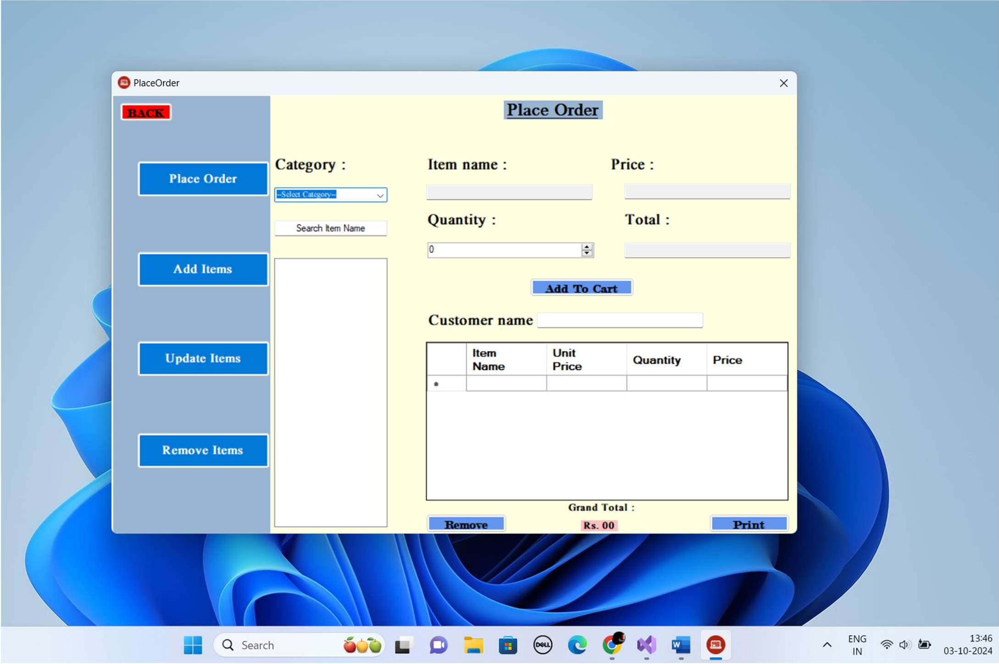 PlaceOrder
BACK
Place Order
Place Order
Add Items
Update Items
Remove Items
Category :
--Select Category--
Search Item Name
Item name :
Price :
Quantity :
Total :
0
Add To Cart
Customer name
Item Name
Unit Price
Quantity
Price
*
Grand Total :
Remove
Rs. 00
Print
Search
DELL
W
ENG
IN
13:46
03-10-2024